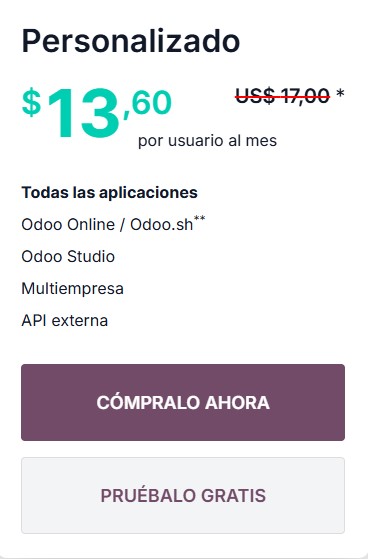 Personalizado
$13,60 US$ 17,00 *
por usuario al mes
Todas las aplicaciones
Odoo Online / Odoo.sh**
Odoo Studio
Multiempresa
API externa
CÓMPRALO AHORA
PRUÉBALO GRATIS